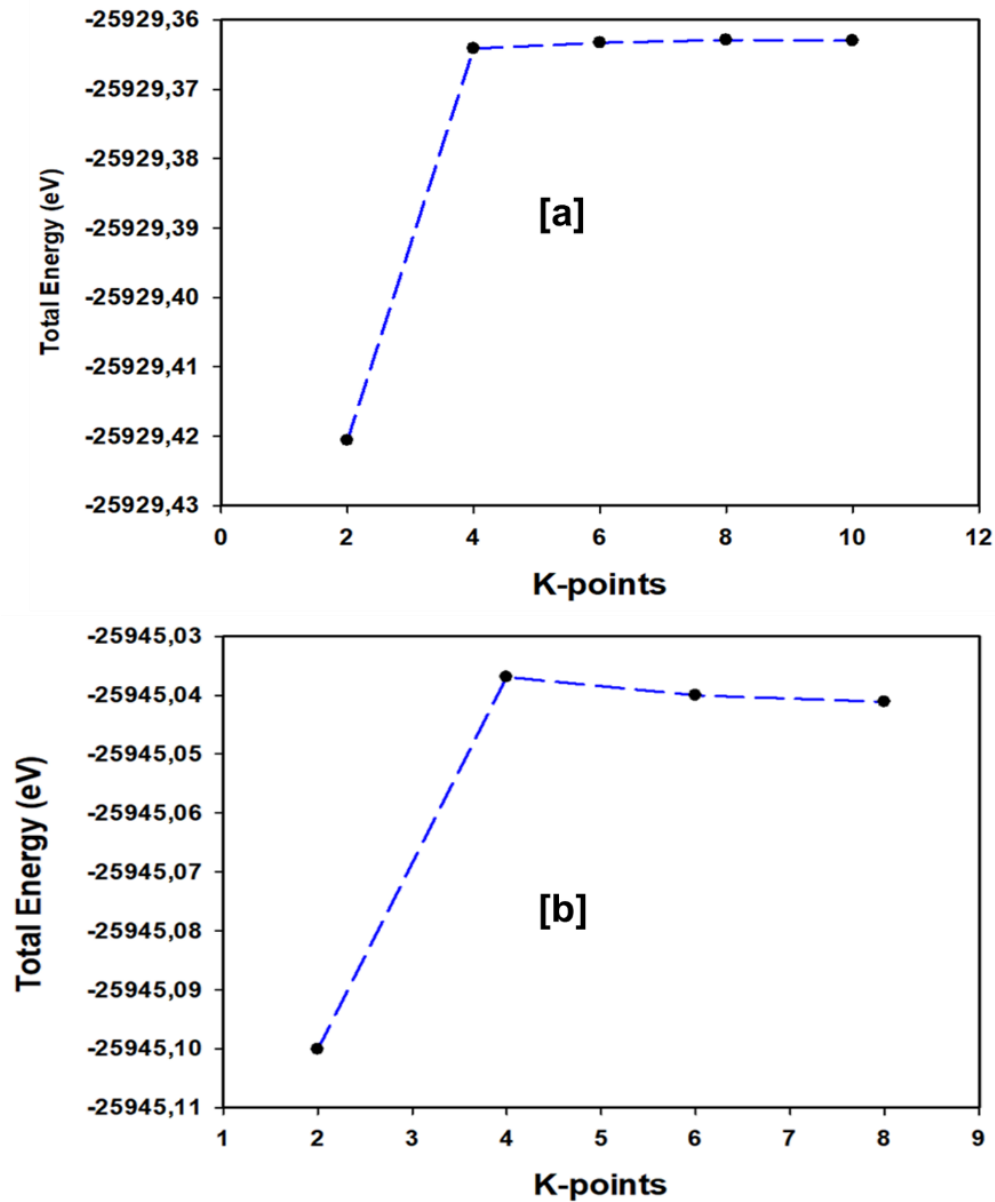 -25929,36
-25929,37
-25929,38
-25929,39
-25929,40
-25929,41
-25929,42
-25929,43
Total Energy (eV)
[a]
0 2 4 6 8 10 12
K-points
-25945,03
-25945,04
-25945,05
-25945,06
-25945,07
-25945,08
-25945,09
-25945,10
-25945,11
Total Energy (eV)
[b]
1 2 3 4 5 6 7 8 9
K-points